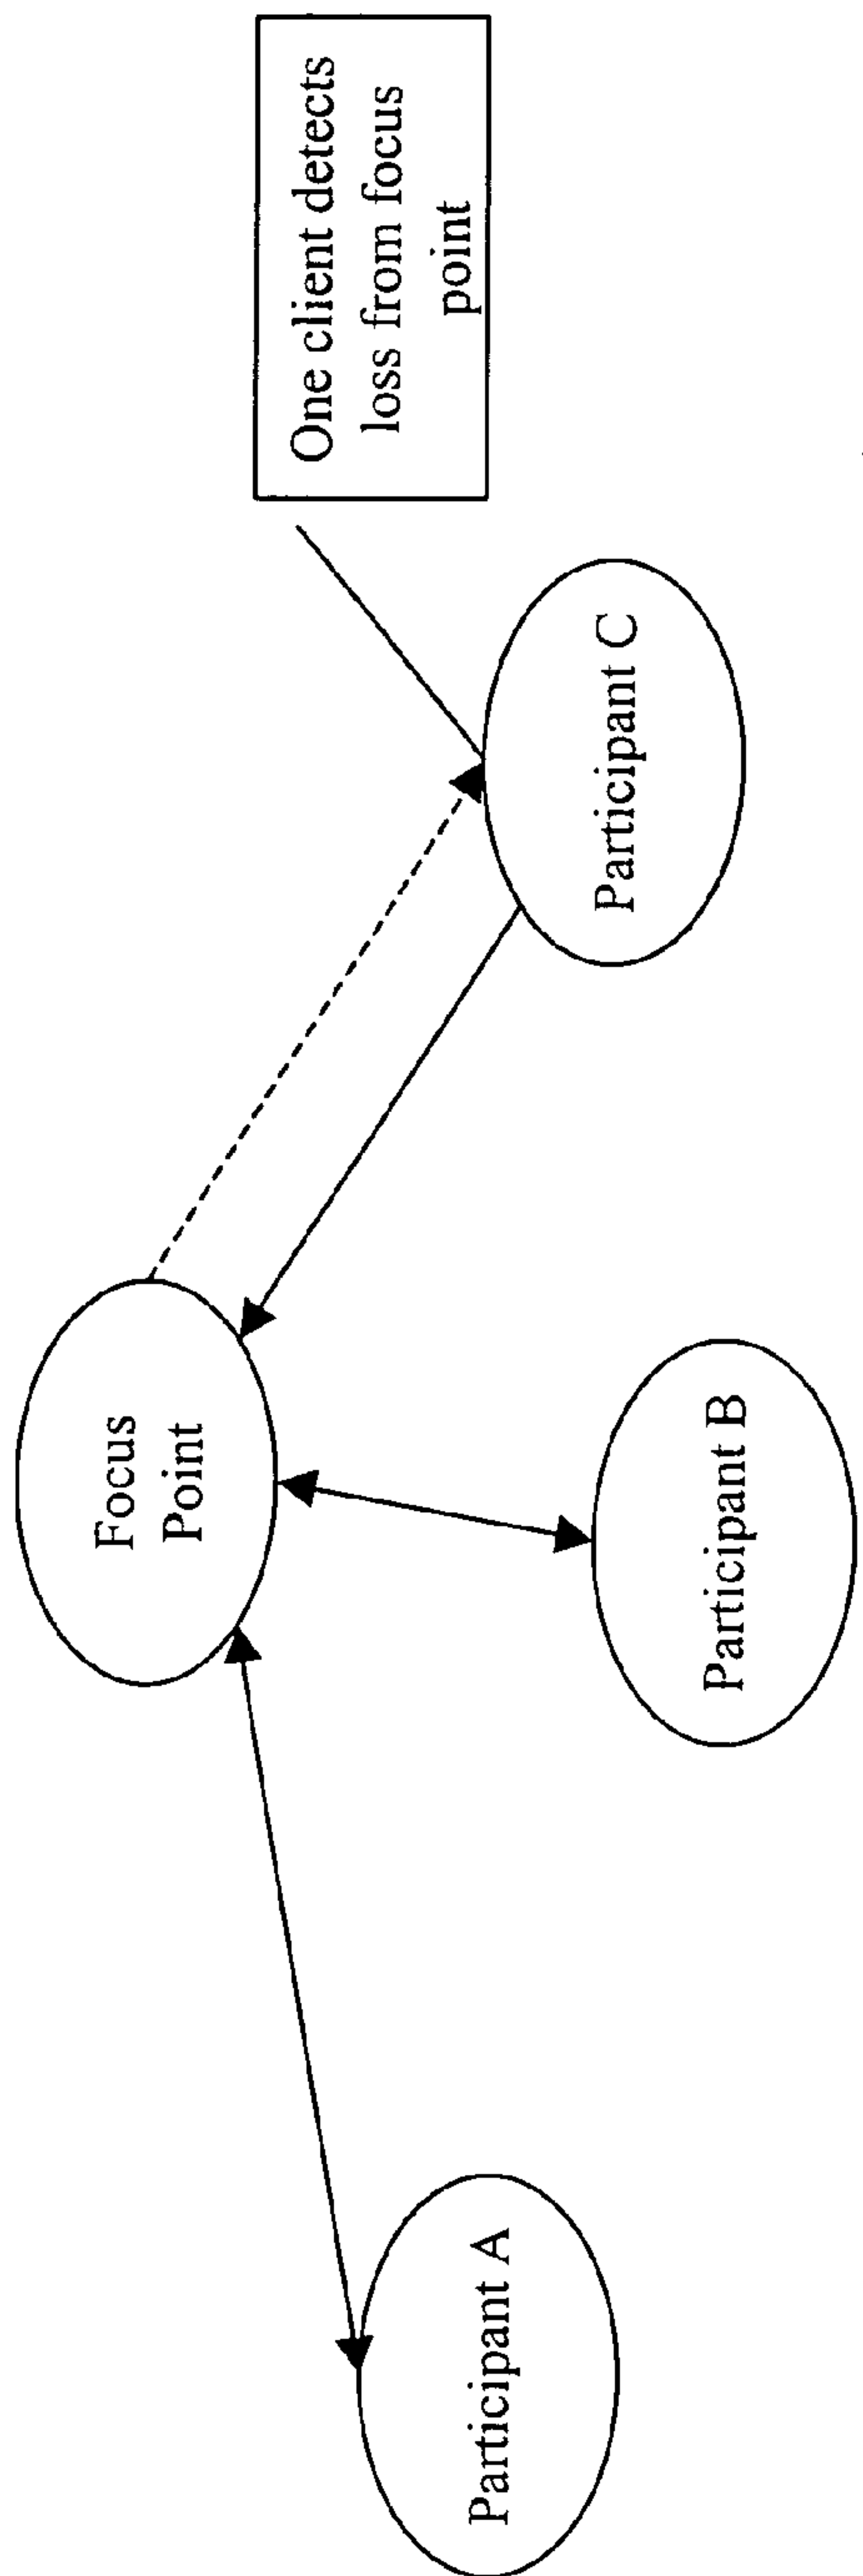 One client detects
loss from focus
point
Focus
Point
Participant A
Participant B
Participant C